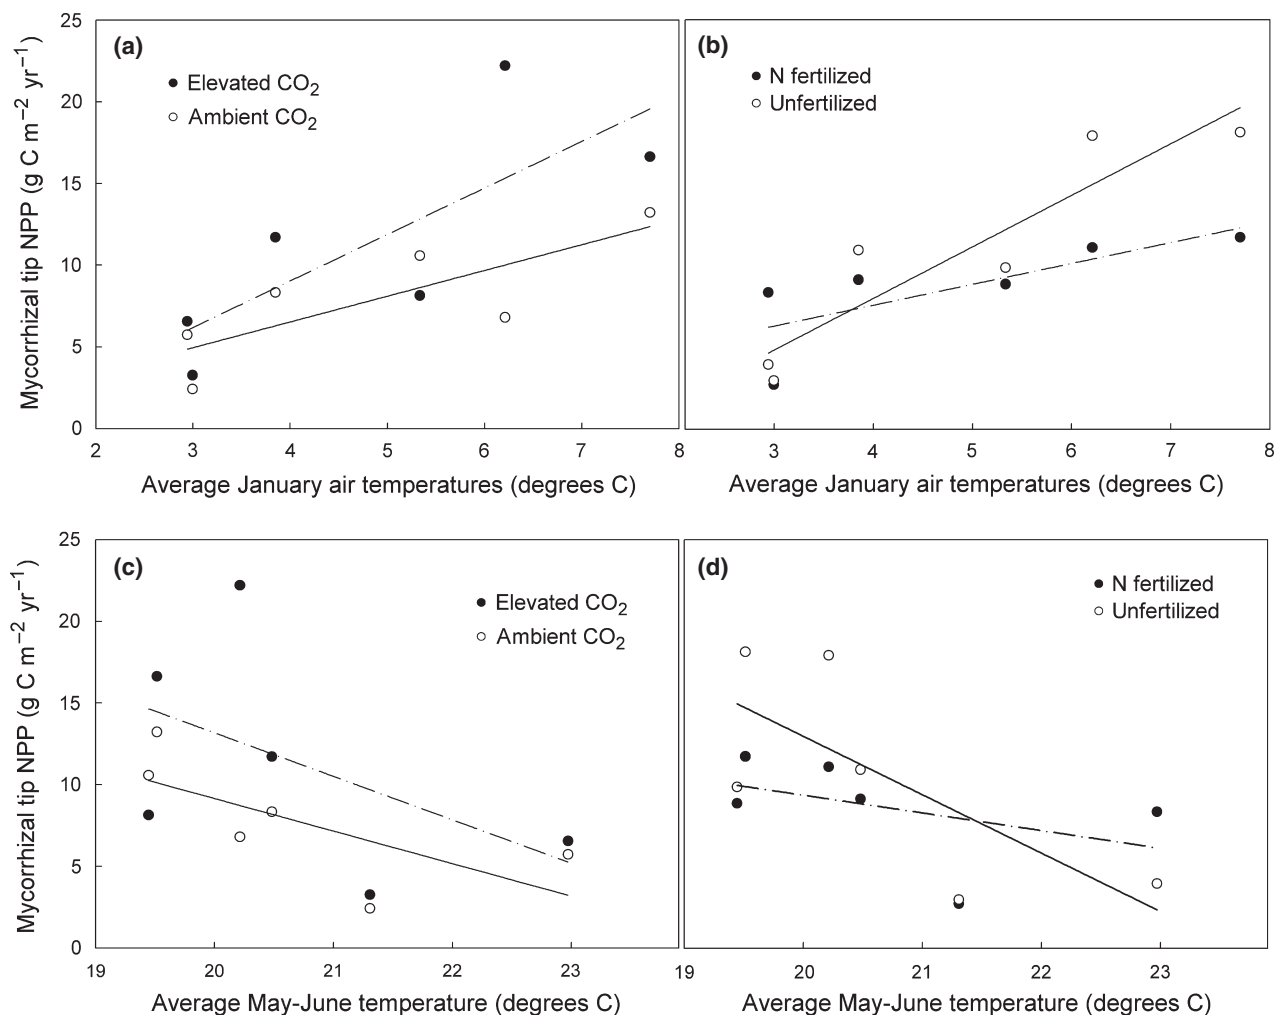 Mycorrhizal tip NPP (g C m−2 yr−1)
25
20
15
10
5
0
(a)
Elevated CO2
Ambient CO2
2 3 4 5 6 7 8
Average January air temperatures (degrees C)
(b)
N fertilized
Unfertilized
3 4 5 6 7 8
Average January air temperatures (degrees C)
Mycorrhizal tip NPP (g C m−2 yr−1)
25
20
15
10
5
0
(c)
Elevated CO2
Ambient CO2
19 20 21 22 23
Average May-June temperature (degrees C)
(d)
N fertilized
Unfertilized
19 20 21 22 23
Average May-June temperature (degrees C)